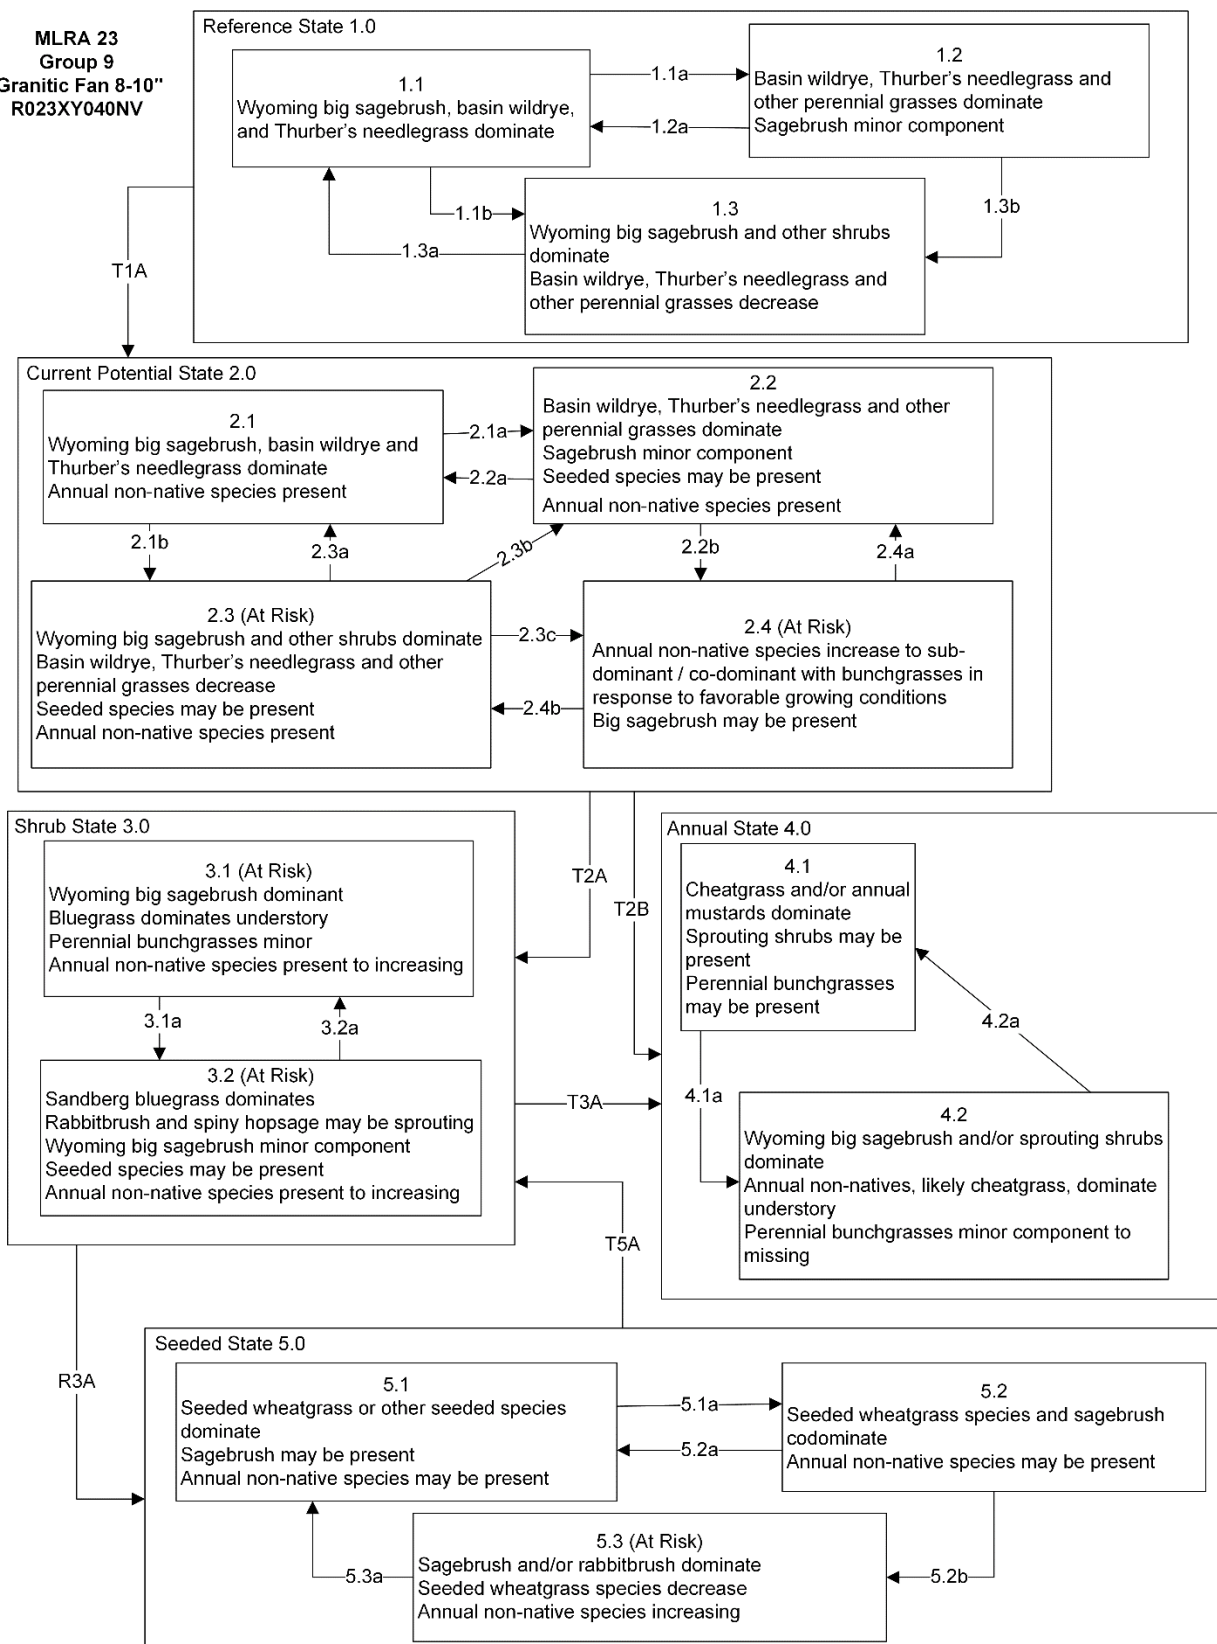 MLRA 23
Group 9
Granitic Fan 8-10"
R023XY040NV
Reference State 1.0
1.1
Wyoming big sagebrush, basin wildrye,
and Thurber's needlegrass dominate
1.1a
1.2a
1.2
Basin wildrye, Thurber's needlegrass and
other perennial grasses dominate
Sagebrush minor component
1.1b
1.3a
1.3
Wyoming big sagebrush and other shrubs
dominate
Basin wildrye, Thurber's needlegrass and
other perennial grasses decrease
1.3b
T1A
Current Potential State 2.0
2.1
Wyoming big sagebrush, basin wildrye and
Thurber's needlegrass dominate
Annual non-native species present
2.1a
2.2a
2.2
Basin wildrye, Thurber's needlegrass and other
perennial grasses dominate
Sagebrush minor component
Seeded species may be present
Annual non-native species present
2.1b
2.3a
2.3b
2.2b
2.4a
2.3 (At Risk)
Wyoming big sagebrush and other shrubs dominate
Basin wildrye, Thurber's needlegrass and other
perennial grasses decrease
Seeded species may be present
Annual non-native species present
2.3c
2.4b
2.4 (At Risk)
Annual non-native species increase to sub-
dominant / co-dominant with bunchgrasses in
response to favorable growing conditions
Big sagebrush may be present
T2A
T2B
Shrub State 3.0
3.1 (At Risk)
Wyoming big sagebrush dominant
Bluegrass dominates understory
Perennial bunchgrasses minor
Annual non-native species present to increasing
3.1a
3.2a
3.2 (At Risk)
Sandberg bluegrass dominates
Rabbitbrush and spiny hopsage may be sprouting
Wyoming big sagebrush minor component
Seeded species may be present
Annual non-native species present to increasing
T3A
Annual State 4.0
4.1
Cheatgrass and/or annual
mustards dominate
Sprouting shrubs may be
present
Perennial bunchgrasses
may be present
4.1a
4.2a
4.2
Wyoming big sagebrush and/or sprouting shrubs
dominate
Annual non-natives, likely cheatgrass, dominate
understory
Perennial bunchgrasses minor component to
missing
T5A
R3A
Seeded State 5.0
5.1
Seeded wheatgrass or other seeded species
dominate
Sagebrush may be present
Annual non-native species may be present
5.1a
5.2a
5.2
Seeded wheatgrass species and sagebrush
codominate
Annual non-native species may be present
5.3a
5.3 (At Risk)
Sagebrush and/or rabbitbrush dominate
Seeded wheatgrass species decrease
Annual non-native species increasing
5.2b